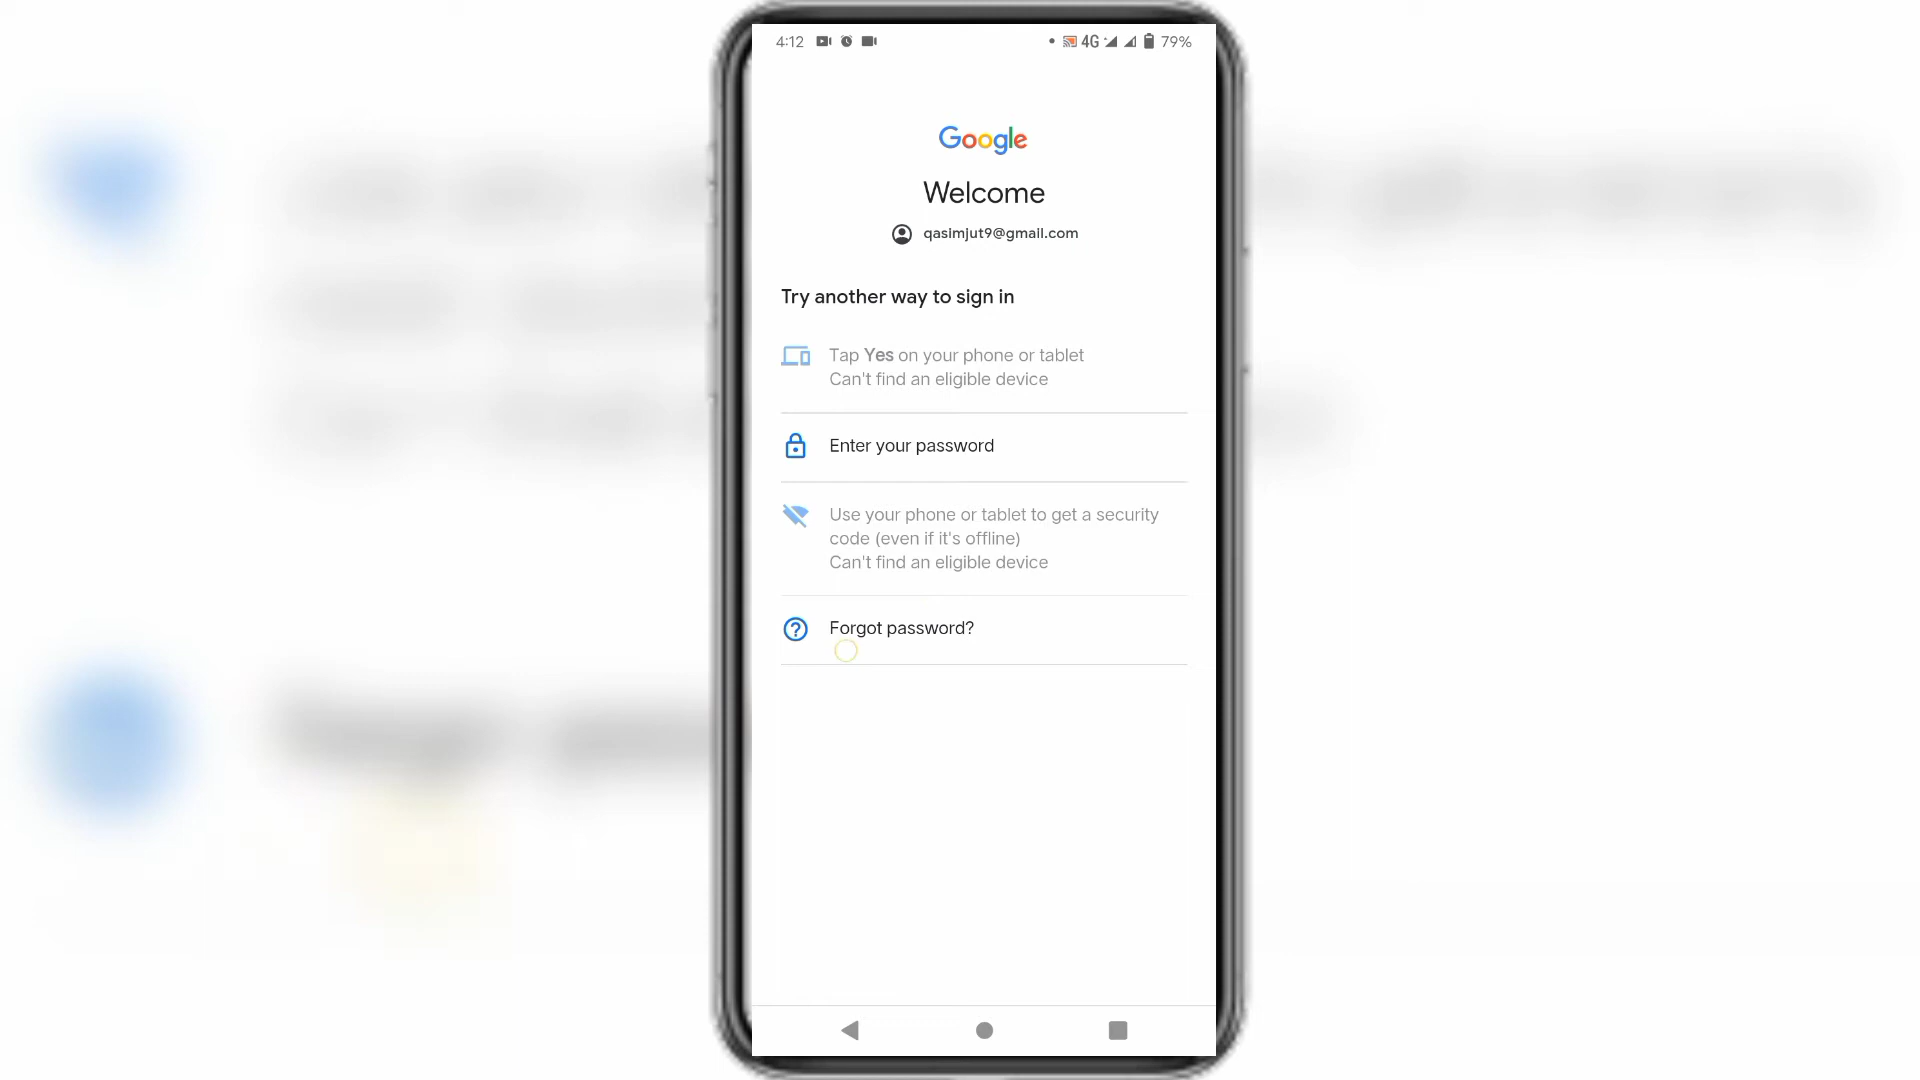 4:12 4G 79%
Google
Welcome
qasimjut9@gmail.com
Try another way to sign in
Tap Yes on your phone or tablet
Can't find an eligible device
Enter your password
Use your phone or tablet to get a security
code (even if it's offline)
Can't find an eligible device
Forgot password?